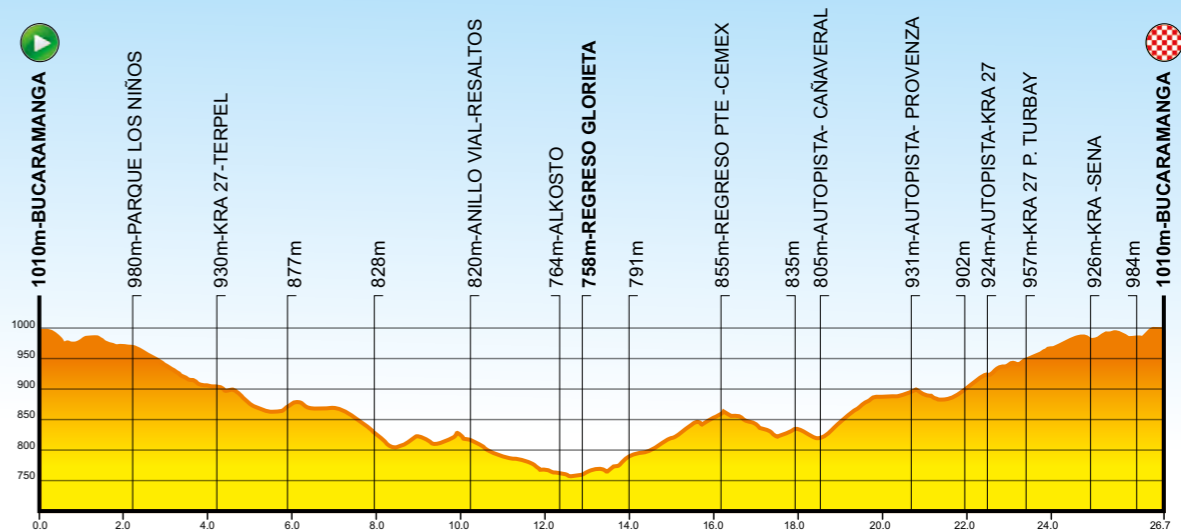 1010m-BUCARAMANGA
980m-PARQUE LOS NIÑOS
930m-KRA 27-TERPEL
877m
828m
820m-ANILLO VIAL-RESALTOS
764m-ALKOSTO
758m-REGRESO GLORIETA
791m
855m-REGRESO PTE -CEMEX
835m
805m-AUTOPISTA- CAÑAVERAL
931m-AUTOPISTA- PROVENZA
902m
924m-AUTOPISTA-KRA 27
957m-KRA 27 P. TURBAY
926m-KRA -SENA
984m
1010m-BUCARAMANGA
1000
950
900
850
800
750
0.0 2.0 4.0 6.0 8.0 10.0 12.0 14.0 16.0 18.0 20.0 22.0 24.0 26.7